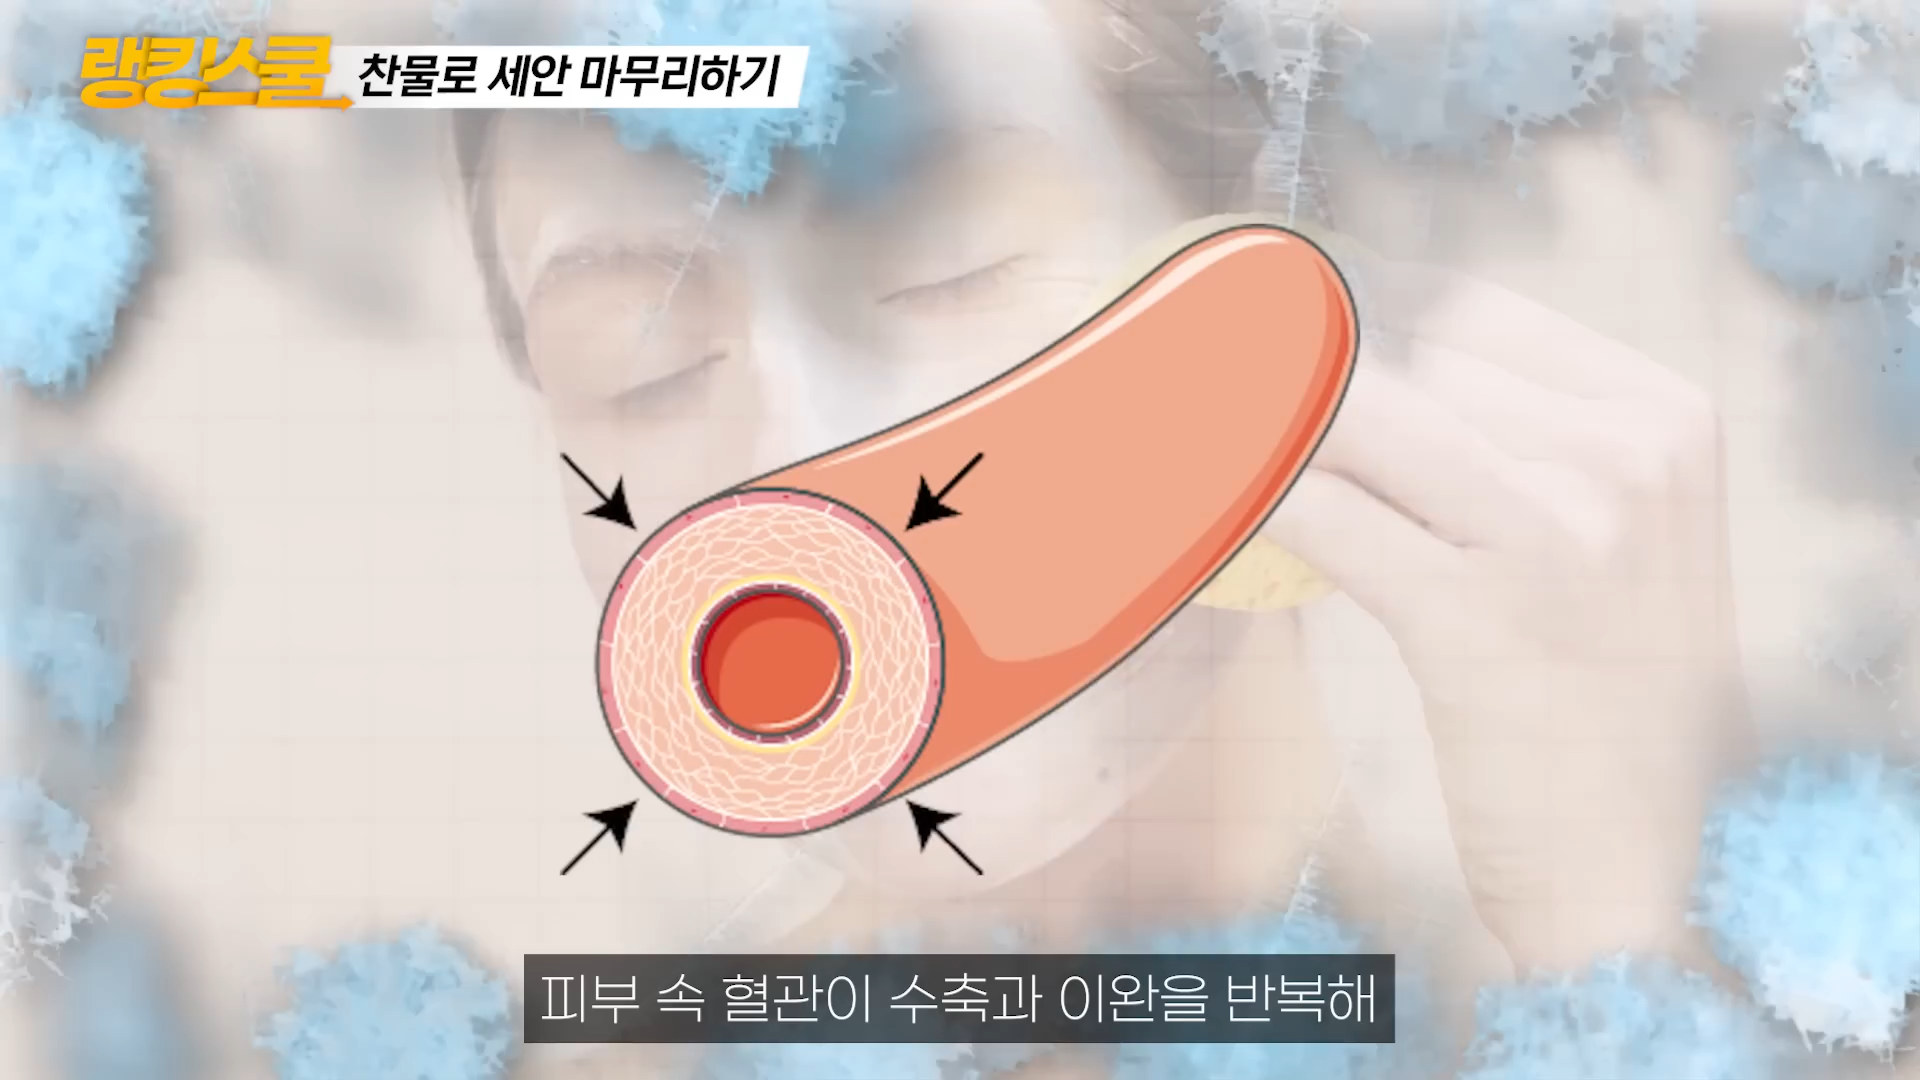 랭킹스쿨
찬물로 세안 마무리하기
피부 속 혈관이 수축과 이완을 반복해